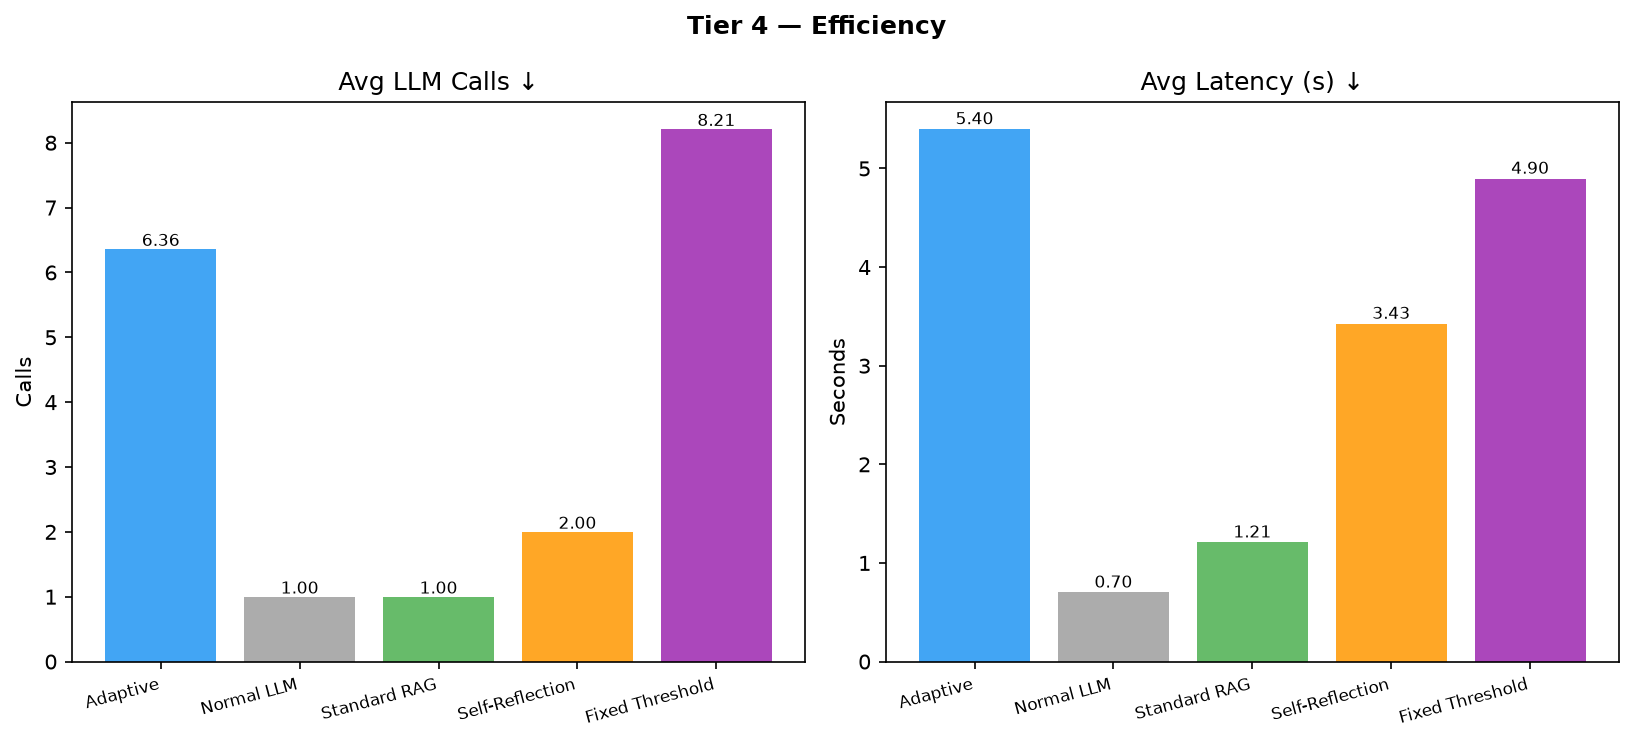 Tier 4 — Efficiency
Avg LLM Calls ↓
Calls
8
7
6
5
4
3
2
1
0
6.36
1.00
1.00
2.00
8.21
Adaptive
Normal LLM
Standard RAG
Self-Reflection
Fixed Threshold
Avg Latency (s) ↓
Seconds
5
4
3
2
1
0
5.40
0.70
1.21
3.43
4.90
Adaptive
Normal LLM
Standard RAG
Self-Reflection
Fixed Threshold